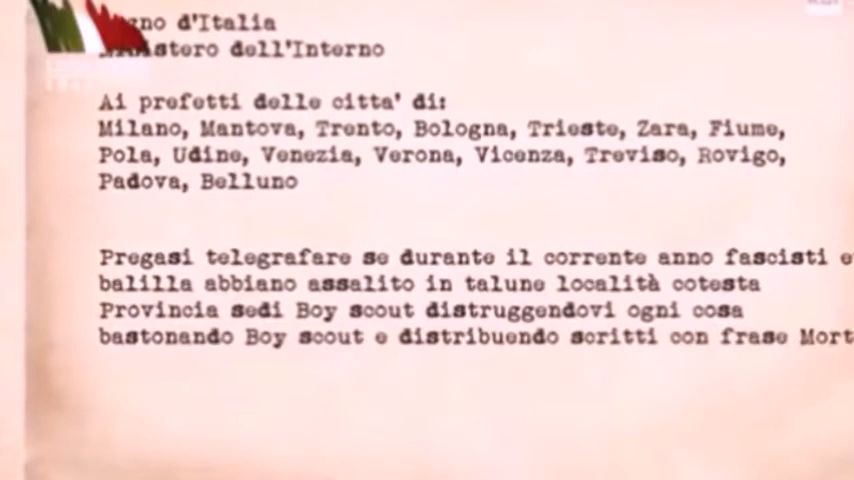 d'Italia
dell'Interno
Ai prefetti delle citta' di:
Milano, Mantova, Trento, Bologna, Trieste, Zara, Fiume,
Pola, Udine, Venezia, Verona, Vicenza, Treviso, Rovigo,
Padova, Belluno
Pregasi telegrafare se durante il corrente anno fascisti e
balilla abbiano assalito in talune località cotesta
Provincia sedi Boy scout distruggendovi ogni cosa
bastonando Boy scout e distribuendo scritti con frase Mort